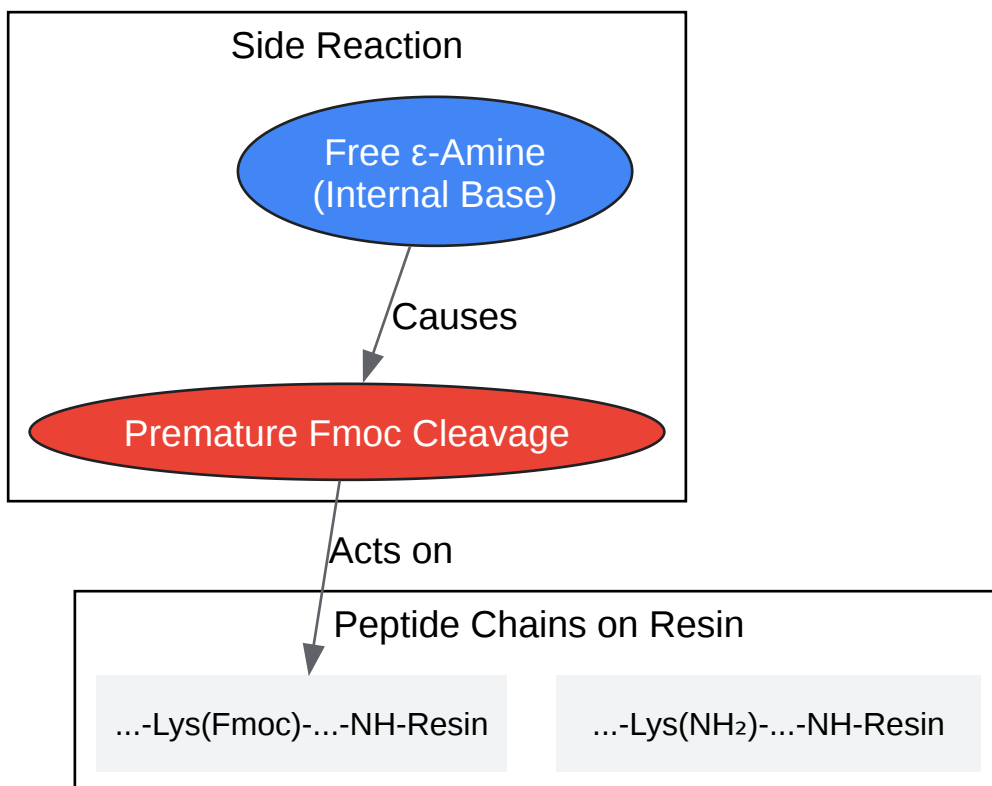 Side Reaction
Free ε-Amine
(Internal Base)
Causes
Premature Fmoc Cleavage
Acts on
Peptide Chains on Resin
...-Lys(Fmoc)-...-NH-Resin
...-Lys(NH₂)-...-NH-Resin